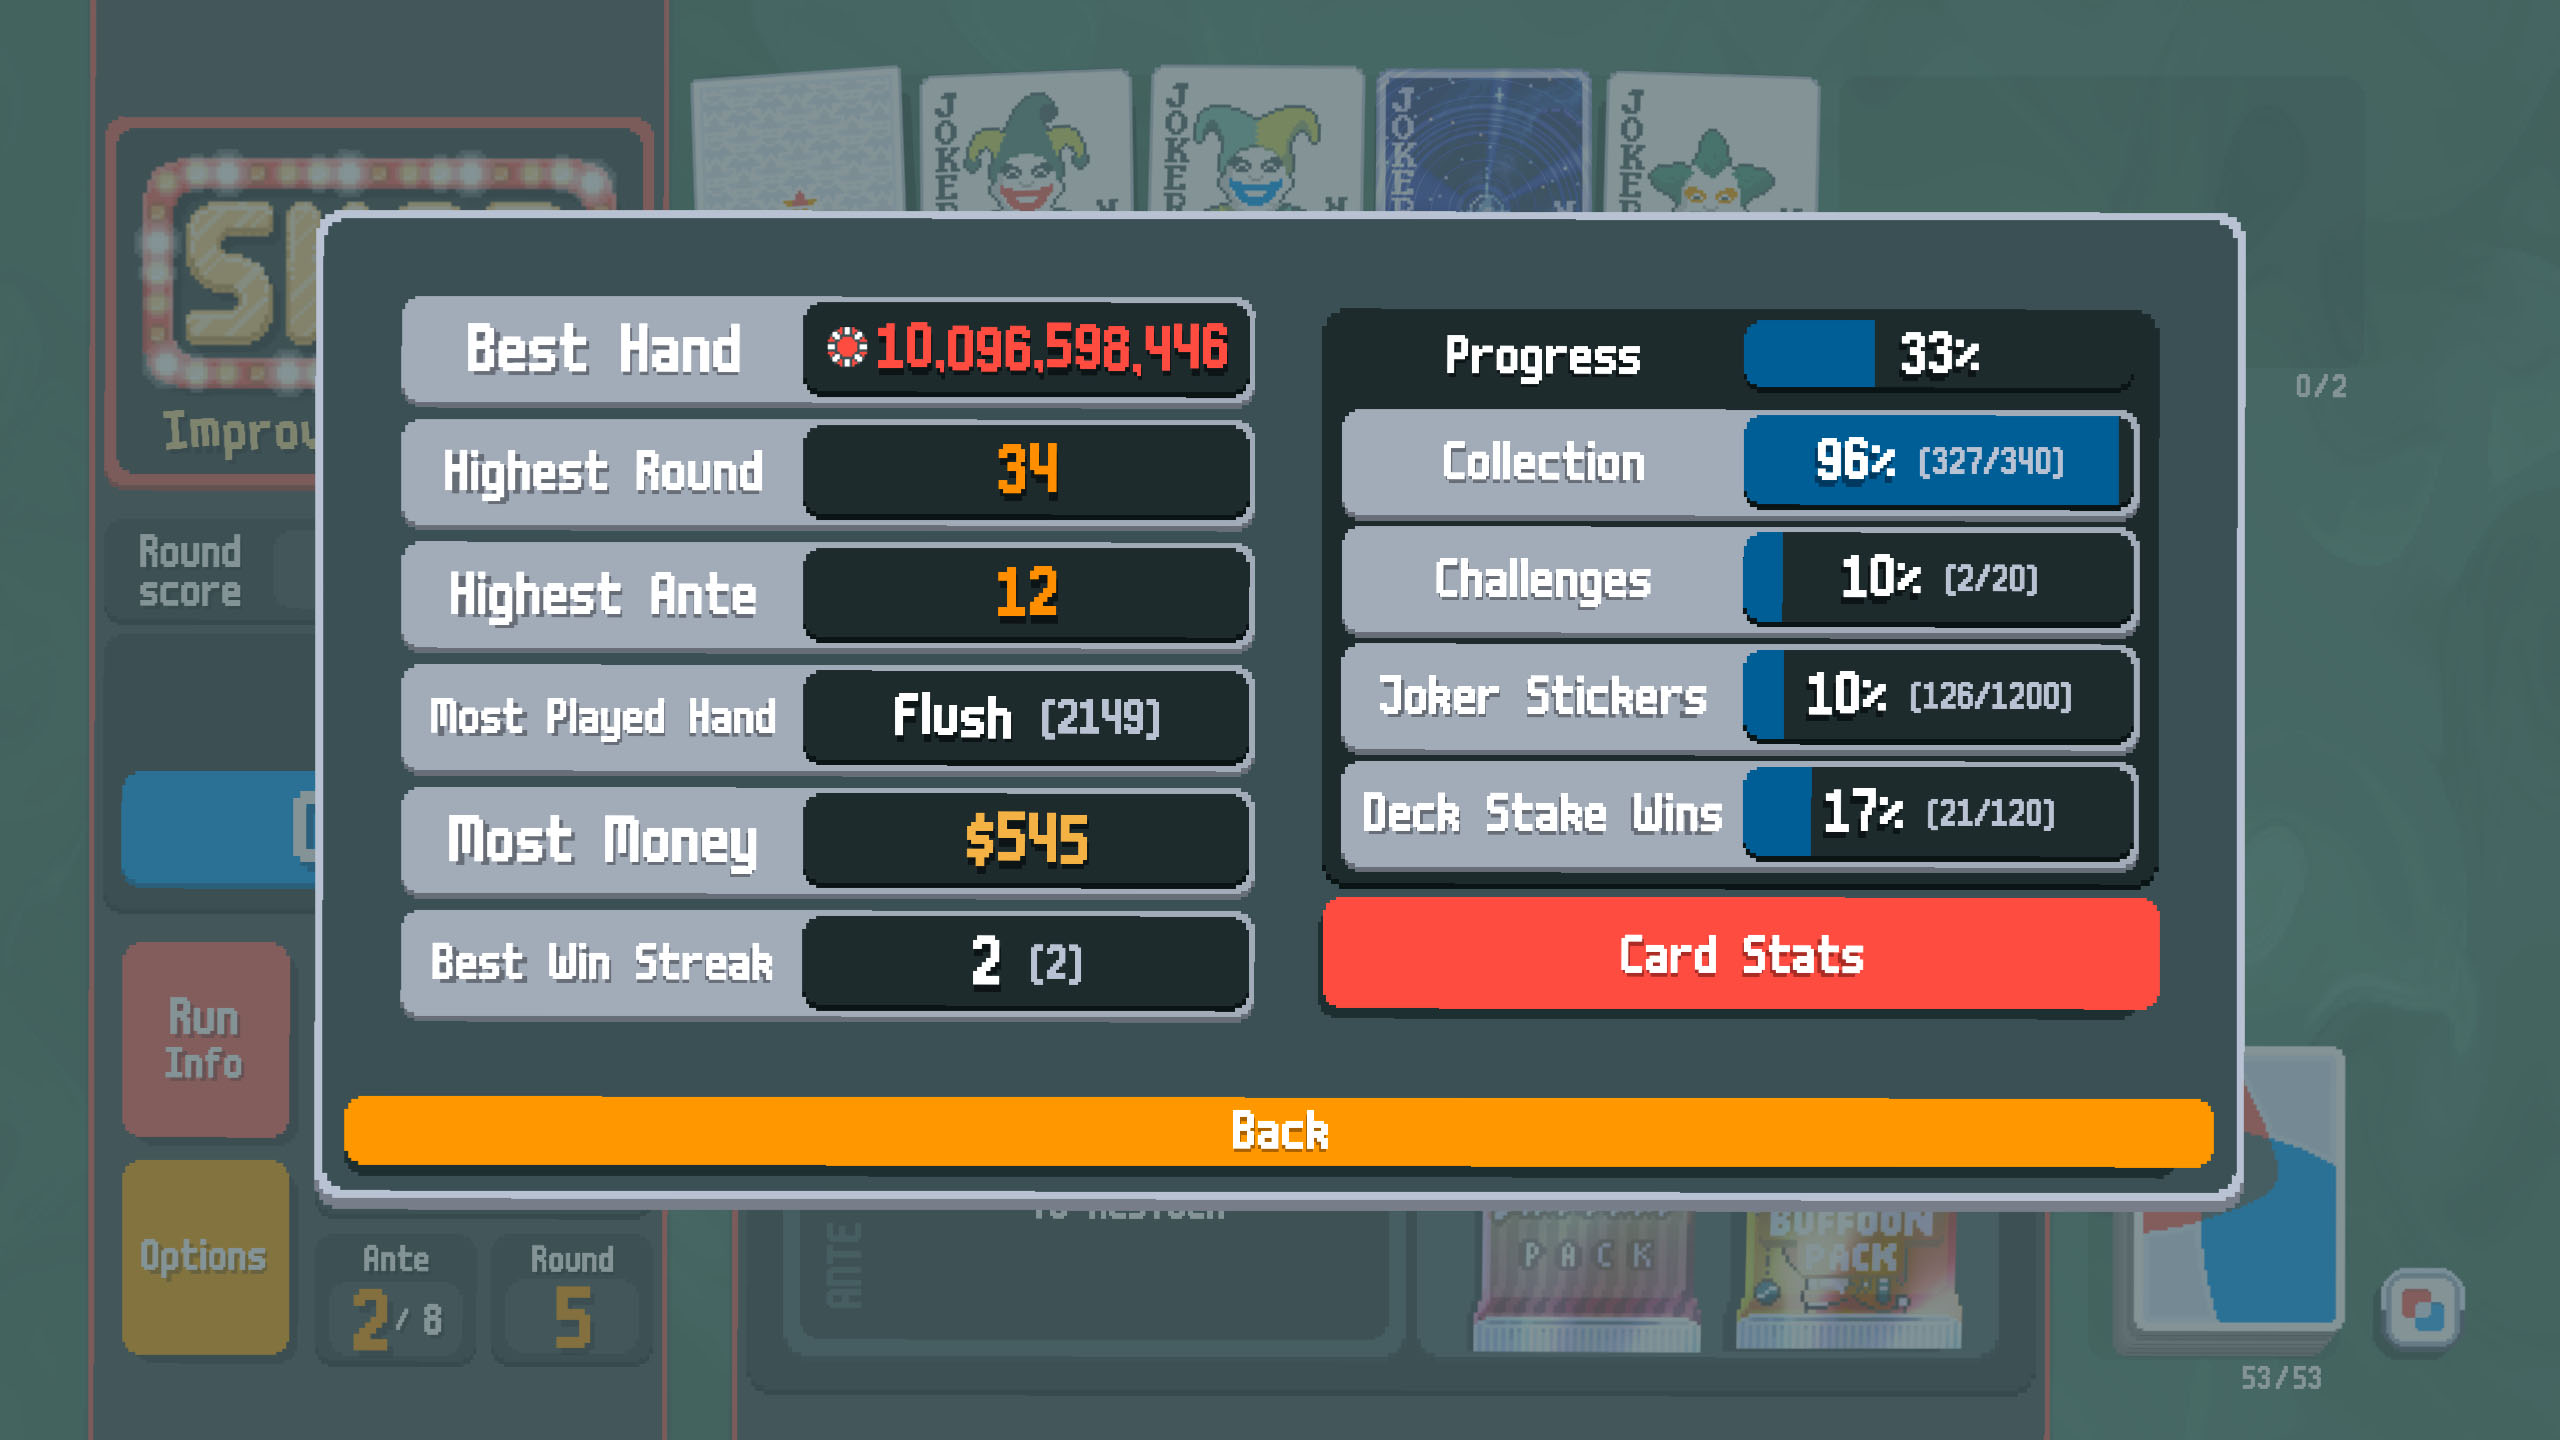 JOKER
JOKER
JOKER
JOKER
Improv
0/2
Round
score
Best Hand 10,096,598,446
Highest Round 34
Highest Ante 12
Most Played Hand Flush [2149]
Most Money $545
Best Win Streak 2 [2]
Progress 33%
Collection 96% [327/340]
Challenges 10% [2/20]
Joker Stickers 10% [126/1200]
Deck Stake Wins 17% [21/120]
Card Stats
Back
Run
Info
Options
Ante
2/8
Round
5
ANTE
PACK
BUFFOON
PACK
53/53